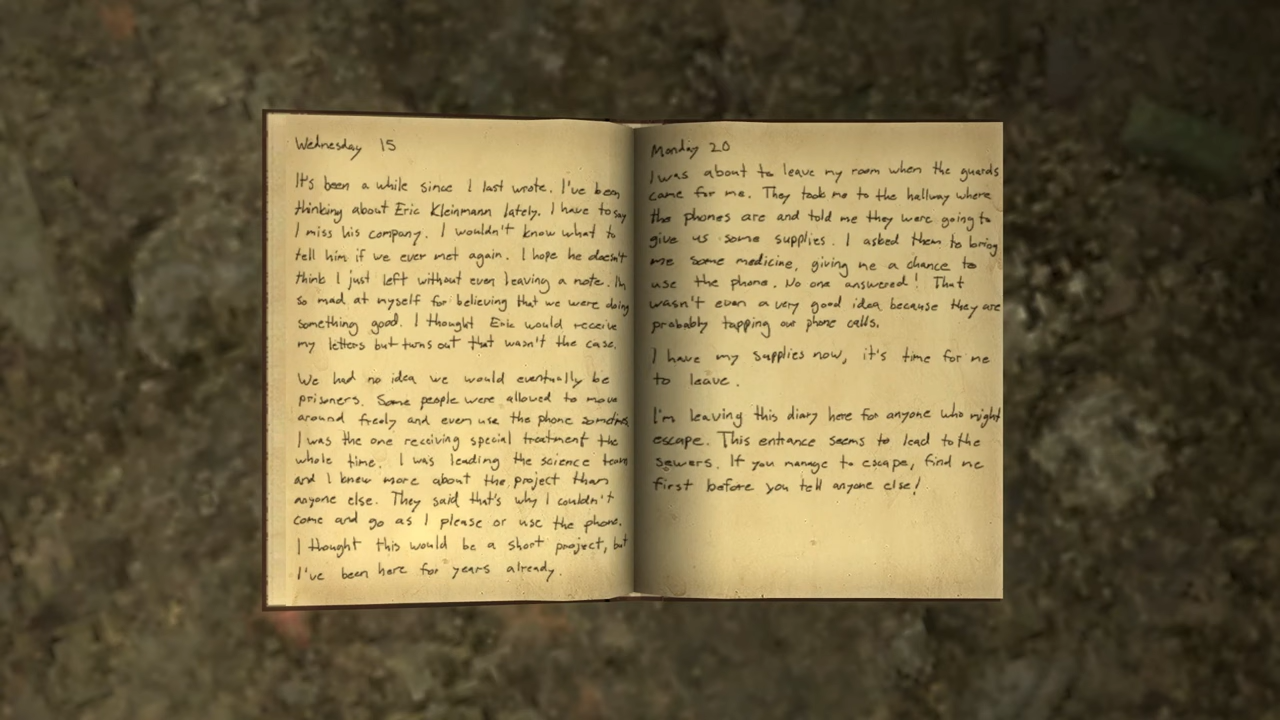 Wednesday 15
It's been a while since I last wrote. I've been
thinking about Eric Kleinmann lately. I have to say
I miss his company. I wouldn't know what to
tell him if we ever met again. I hope he doesn't
think I just left without even leaving a note. I'm
so mad at myself for believing that we were doing
something good. I thought Eric would receive
my letters but turns out that wasn't the case.
We had no idea we would eventually be
prisoners. Some people were allowed to move
around freely and even use the phone sometimes
I was the one receiving special treatment the
whole time. I was leading the science team
and I knew more about the project than
anyone else. They said that's why I couldn't
come and go as I please or use the phone.
I thought this would be a short project, but
I've been here for years already.
Monday 20
I was about to leave my room when the guards
came for me. They took me to the hallway where
the phones are and told me they were going to
give us some supplies. I asked them to bring
me some medicine, giving me a chance to
use the phone. No one answered! That
wasn't even a very good idea because they are
probably tapping our phone calls.
I have my supplies now, it's time for me
to leave.
I'm leaving this diary here for anyone who might
escape. This entrance seems to lead to the
sewers. If you manage to escape, find me
first before you tell anyone else!